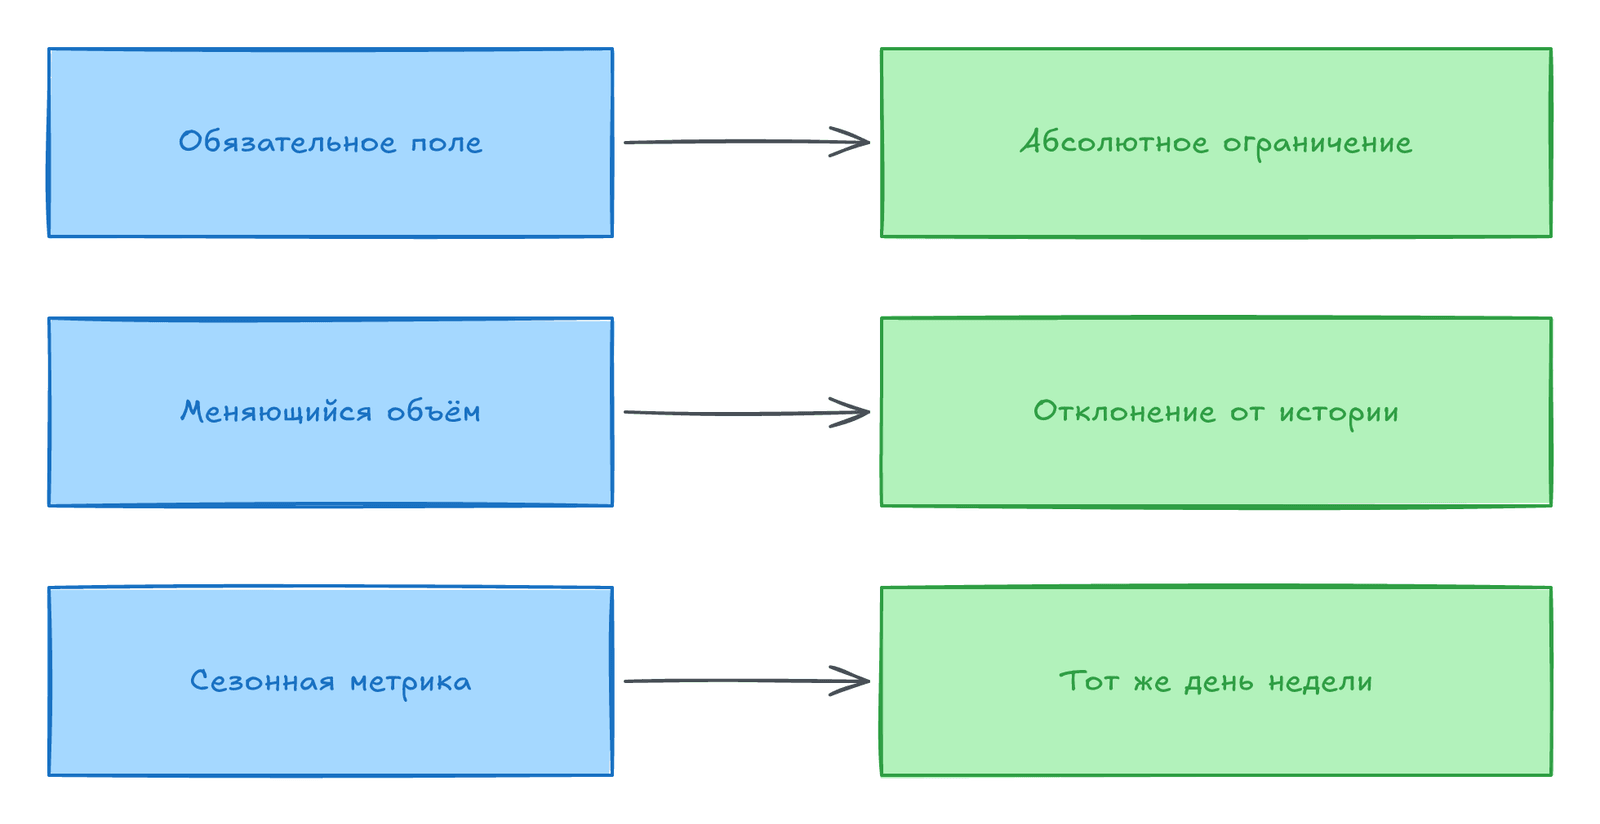 Обязательное поле
Абсолютное ограничение
Меняющийся объём
Отклонение от истории
Сезонная метрика
Тот же день недели